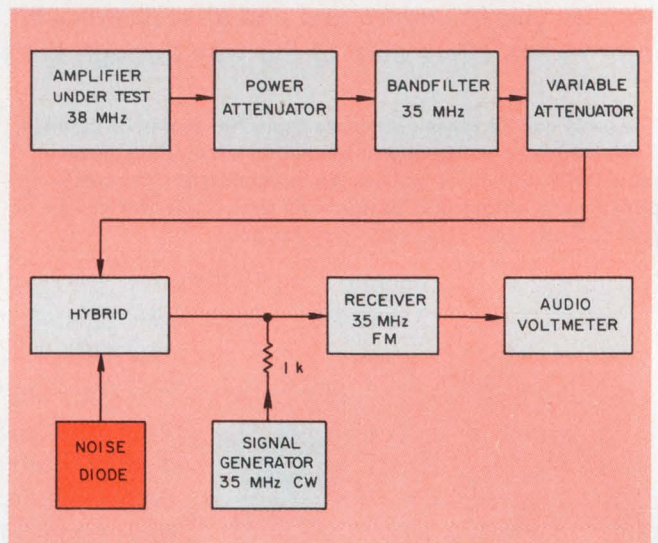 AMPLIFIER
UNDER TEST
38 MHz
POWER
ATTENUATOR
BANDFILTER
35 MHz
VARIABLE
ATTENUATOR
HYBRID
RECEIVER
35 MHz
FM
AUDIO
VOLTMETER
1 k
NOISE
DIODE
SIGNAL
GENERATOR
35 MHz CW